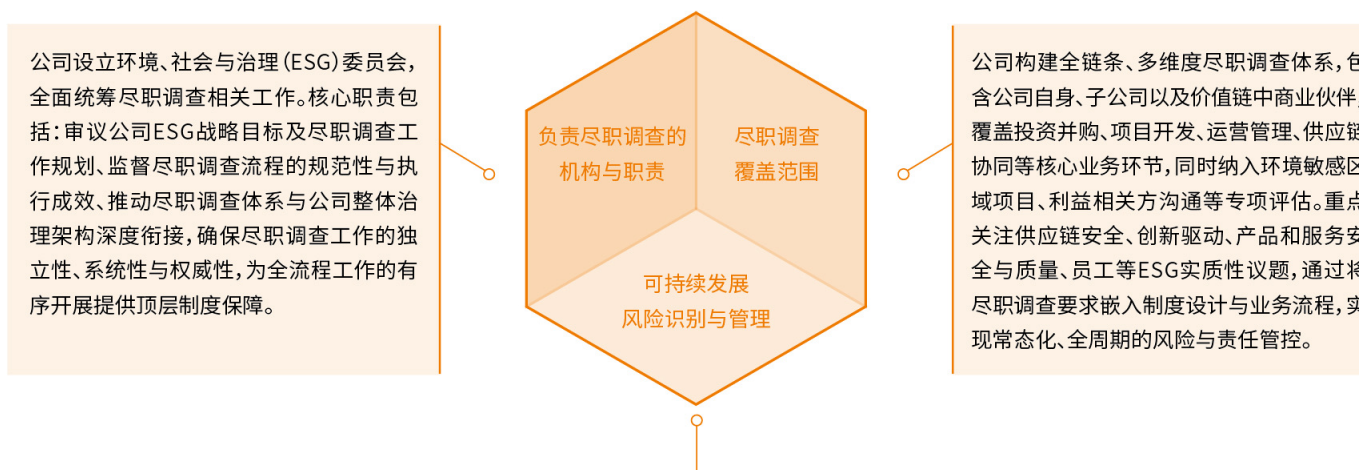 公司设立环境、社会与治理（ESG）委员会，
全面统筹尽职调查相关工作。核心职责包
括：审议公司ESG战略目标及尽职调查工
作规划、监督尽职调查流程的规范性与执
行成效、推动尽职调查体系与公司整体治
理架构深度衔接，确保尽职调查工作的独
立性、系统性与权威性，为全流程工作的有
序开展提供顶层制度保障。
负责尽职调查的
机构与职责
尽职调查
覆盖范围
可持续发展
风险识别与管理
公司构建全链条、多维度尽职调查体系，包
含公司自身、子公司以及价值链中商业伙伴，
覆盖投资并购、项目开发、运营管理、供应链
协同等核心业务环节，同时纳入环境敏感区
域项目、利益相关方沟通等专项评估。重点
关注供应链安全、创新驱动、产品和服务安
全与质量、员工等ESG实质性议题，通过将
尽职调查要求嵌入制度设计与业务流程，实
现常态化、全周期的风险与责任管控。